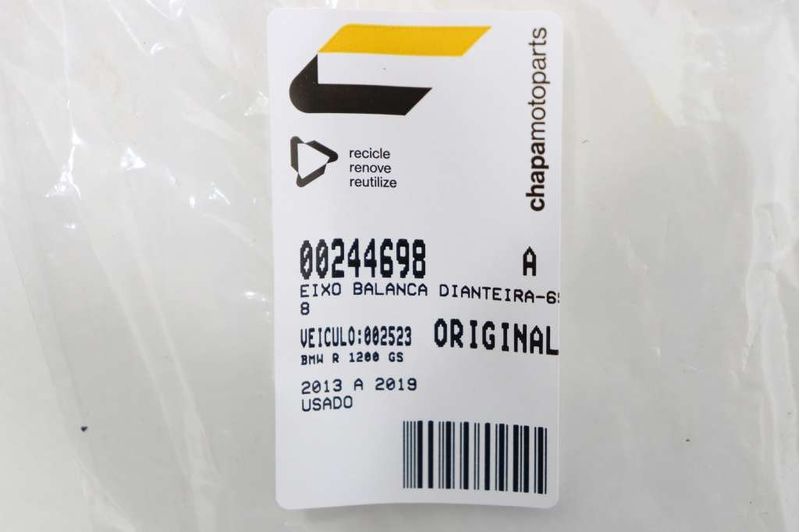 chapamotoparts
recicle
renove
reutilize
00244698 A
EIXO BALANCA DIANTEIRA-6
8
VEICULO:002523 ORIGINAL
BMW R 1200 GS
2013 A 2019
USADO